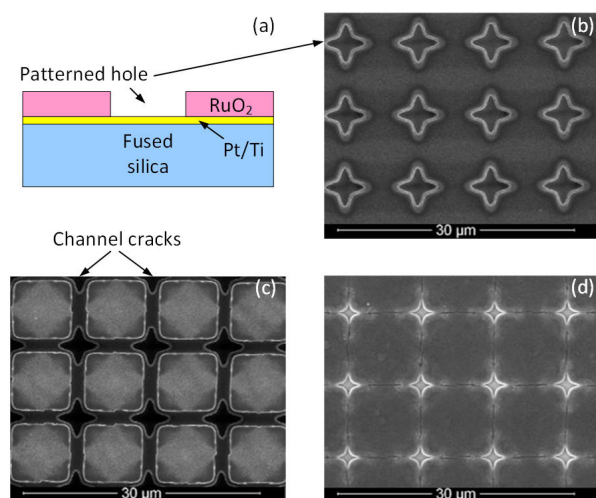 (a)
Patterned hole
RuO₂
Fused
silica
Pt/Ti
(b)
30 µm
Channel cracks
(c)
30 µm
(d)
30 µm